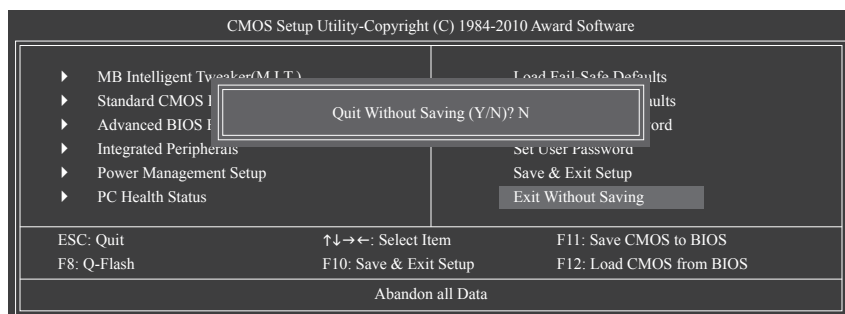 CMOS Setup Utility-Copyright (C) 1984-2010 Award Software
MB Intelligent Tweaker(M.I.T.)
Standard CMOS
Advanced BIOS
Integrated Peripherals
Power Management Setup
PC Health Status
Load Fail-Safe Defaults
Set User Password
Save & Exit Setup
Exit Without Saving
Quit Without Saving (Y/N)? N
ESC: Quit
↑↓→←: Select Item
F11: Save CMOS to BIOS
F8: Q-Flash
F10: Save & Exit Setup
F12: Load CMOS from BIOS
Abandon all Data